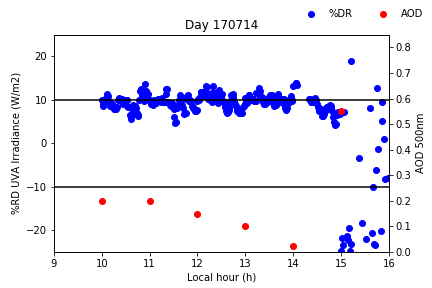 %DR AOD
Day 170714
%RD UVA Irradiance (W/m2)
20
10
0
−10
−20
0.8
0.7
0.6
0.5
0.4
0.3
0.2
0.1
0.0
AOD 500nm
9 10 11 12 13 14 15 16
Local hour (h)